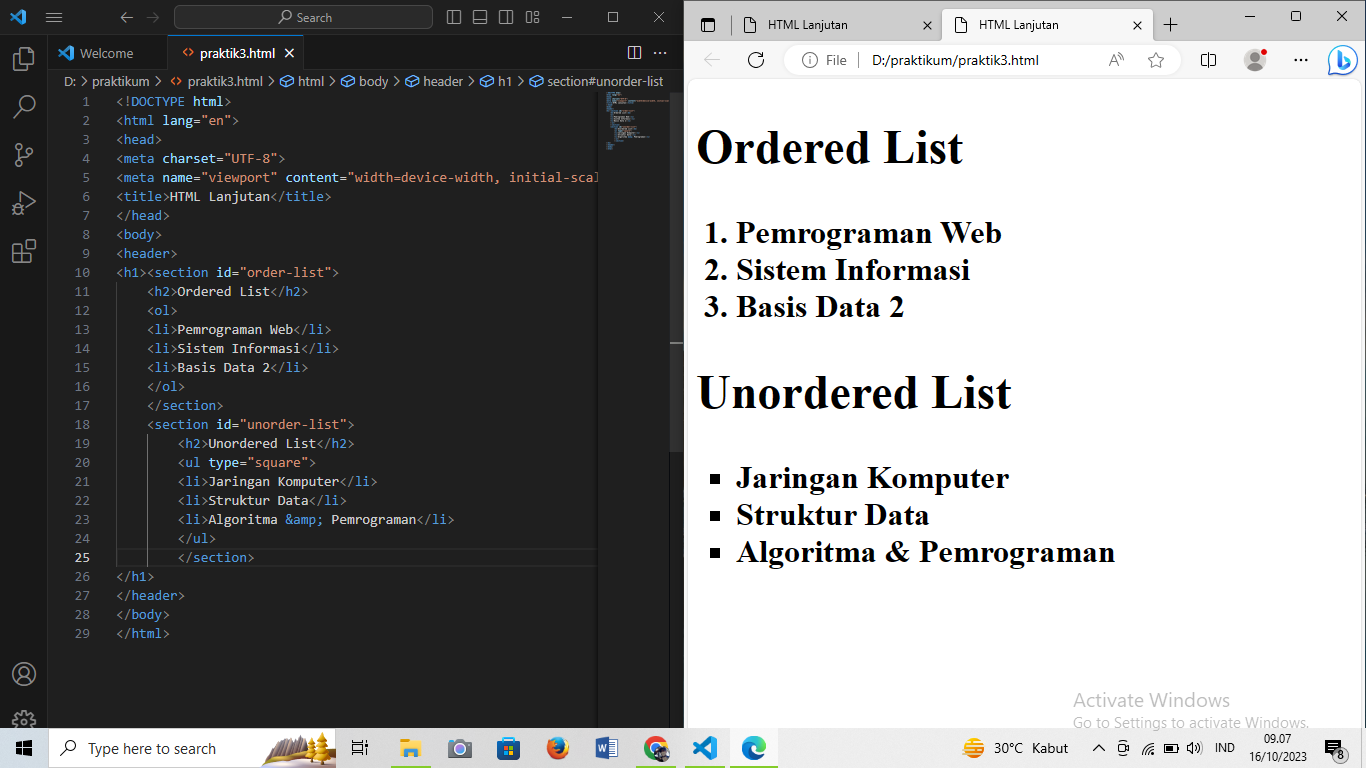 Search
Welcome
praktik3.html
D: > praktikum > praktik3.html > html > body > header > h1 > section#unorder-list
1 <!DOCTYPE html>
2 <html lang="en">
3 <head>
4 <meta charset="UTF-8">
5 <meta name="viewport" content="width=device-width, initial-scal
6 <title>HTML Lanjutan</title>
7 </head>
8 <body>
9 <header>
10 <h1><section id="order-list">
11 <h2>Ordered List</h2>
12 <ol>
13 <li>Pemrograman Web</li>
14 <li>Sistem Informasi</li>
15 <li>Basis Data 2</li>
16 </ol>
17 </section>
18 <section id="unorder-list">
19 <h2>Unordered List</h2>
20 <ul type="square">
21 <li>Jaringan Komputer</li>
22 <li>Struktur Data</li>
23 <li>Algoritma &amp; Pemrograman</li>
24 </ul>
25 </section>
26 </h1>
27 </header>
28 </body>
29 </html>
HTML Lanjutan
HTML Lanjutan
File
D:/praktikum/praktik3.html
Ordered List
1. Pemrograman Web
2. Sistem Informasi
3. Basis Data 2
Unordered List
Jaringan Komputer
Struktur Data
Algoritma & Pemrograman
Activate Windows
Go to Settings to activate Windows.
Type here to search
30°C Kabut
IND
09.07
16/10/2023
8